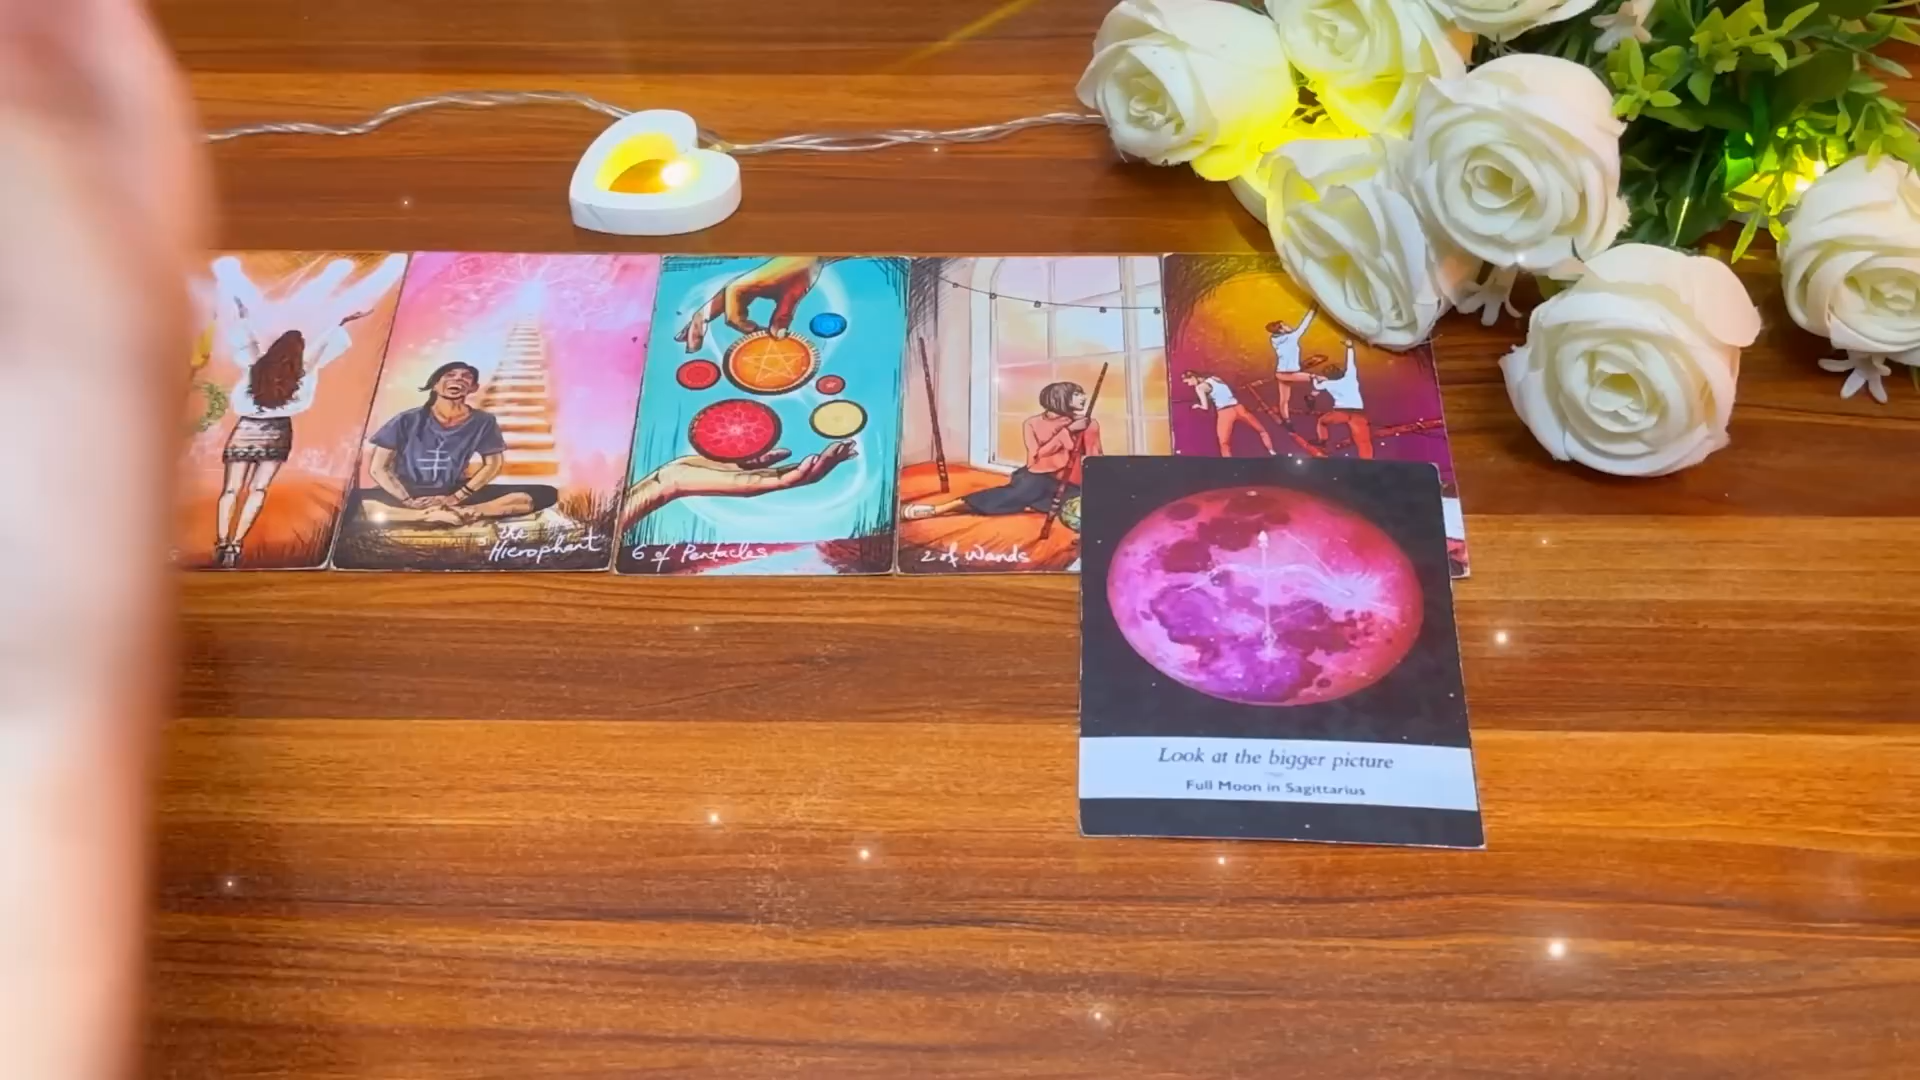 the
Hierophant
6 of Pentacles
2 of Wands
Look at the bigger picture
Full Moon in Sagittarius